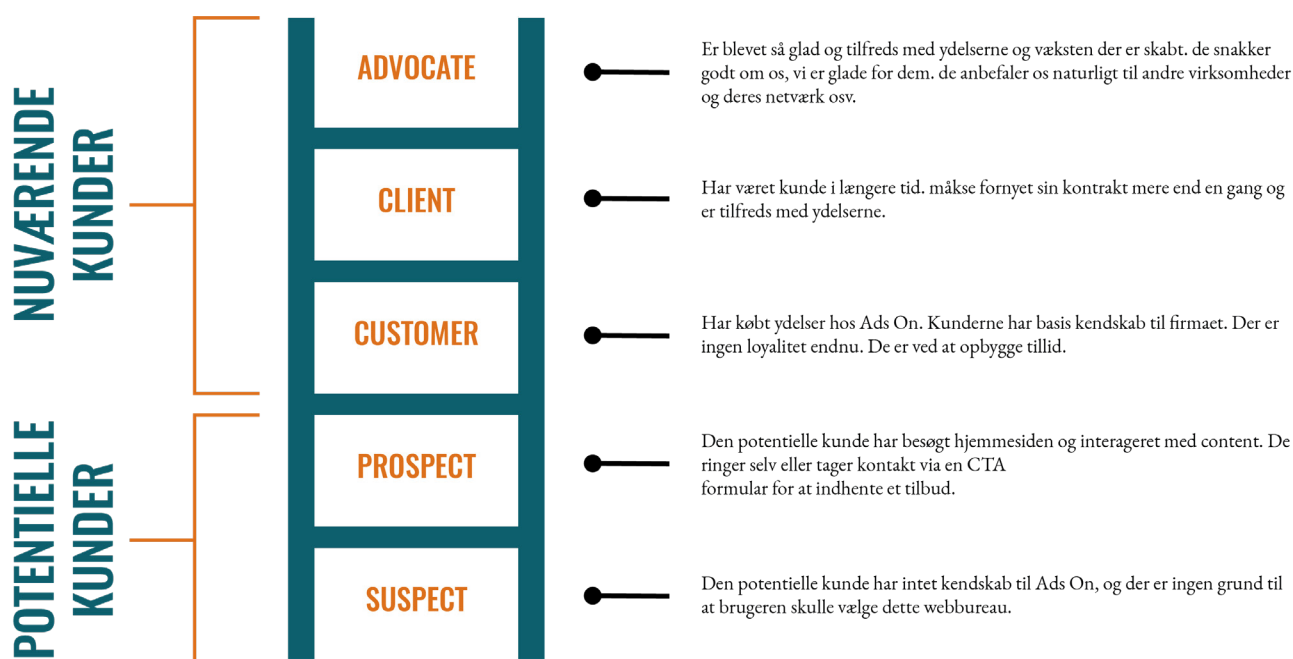 NUVÆRENDE
KUNDER
ADVOCATE
Er blevet så glad og tilfreds med ydelserne og væksten der er skabt. de snakker
godt om os, vi er glade for dem. de anbefaler os naturligt til andre virksomheder
og deres netværk osv.
CLIENT
Har været kunde i længere tid. måkse fornyet sin kontrakt mere end en gang og
er tilfreds med ydelserne.
CUSTOMER
Har købt ydelser hos Ads On. Kunderne har basis kendskab til firmaet. Der er
ingen loyalitet endnu. De er ved at opbygge tillid.
POTENTIELLE
KUNDER
PROSPECT
Den potentielle kunde har besøgt hjemmesiden og interageret med content. De
ringer selv eller tager kontakt via en CTA
formular for at indhente et tilbud.
SUSPECT
Den potentielle kunde har intet kendskab til Ads On, og der er ingen grund til
at brugeren skulle vælge dette webbureau.